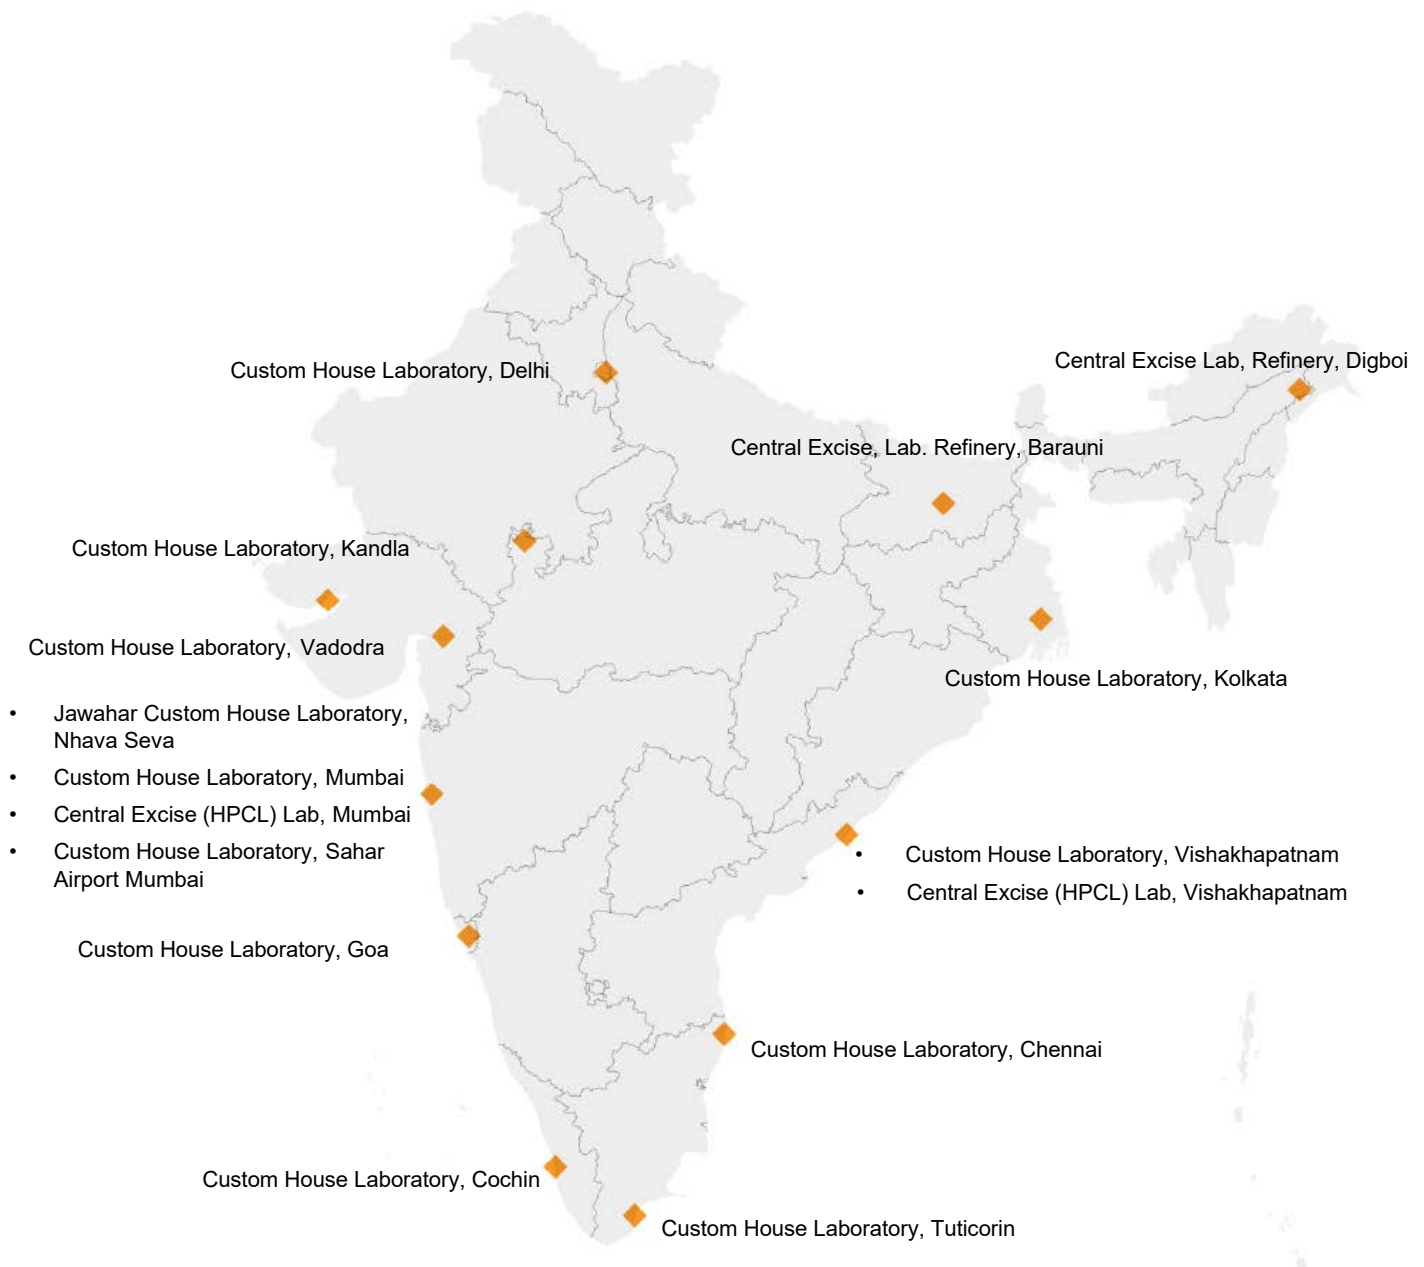 Custom House Laboratory, Delhi
Central Excise Lab, Refinery, Digboi
Central Excise, Lab. Refinery, Barauni
Custom House Laboratory, Kandla
Custom House Laboratory, Vadodra
Custom House Laboratory, Kolkata
• Jawahar Custom House Laboratory,
Nhava Seva
• Custom House Laboratory, Mumbai
• Central Excise (HPCL) Lab, Mumbai
• Custom House Laboratory, Sahar
Airport Mumbai
• Custom House Laboratory, Vishakhapatnam
• Central Excise (HPCL) Lab, Vishakhapatnam
Custom House Laboratory, Goa
Custom House Laboratory, Chennai
Custom House Laboratory, Cochin
Custom House Laboratory, Tuticorin